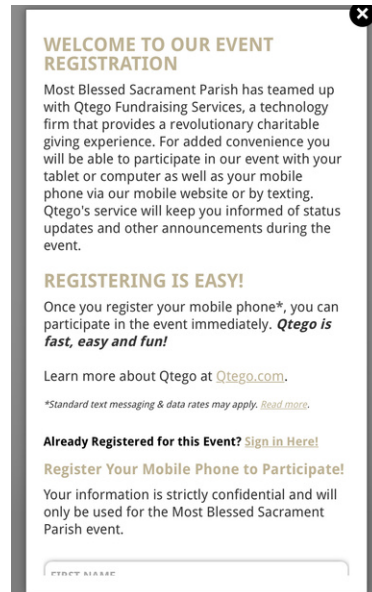 WELCOME TO OUR EVENT
REGISTRATION
Most Blessed Sacrament Parish has teamed up
with Qtego Fundraising Services, a technology
firm that provides a revolutionary charitable
giving experience. For added convenience you
will be able to participate in our event with your
tablet or computer as well as your mobile
phone via our mobile website or by texting.
Qtego's service will keep you informed of status
updates and other announcements during the
event.
REGISTERING IS EASY!
Once you register your mobile phone*, you can
participate in the event immediately. Qtego is
fast, easy and fun!
Learn more about Qtego at Qtego.com.
*Standard text messaging & data rates may apply. Read more.
Already Registered for this Event? Sign in Here!
Register Your Mobile Phone to Participate!
Your information is strictly confidential and will
only be used for the Most Blessed Sacrament
Parish event.
FIRST NAME